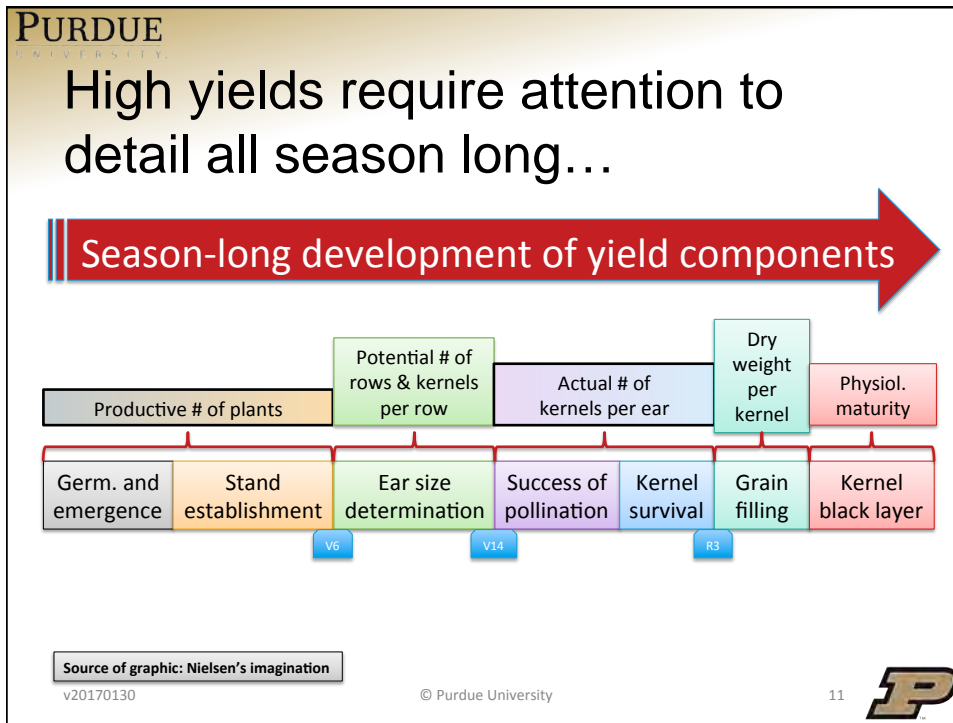 PURDUE
UNIVERSITY.
High yields require attention to
detail all season long…
Season-long development of yield components
Productive # of plants
Potential # of
rows & kernels
per row
Actual # of
kernels per ear
Dry
weight
per
kernel
Physiol.
maturity
Germ. and
emergence
Stand
establishment
Ear size
determination
Success of
pollination
Kernel
survival
Grain
filling
Kernel
black layer
V6
V14
R3
Source of graphic: Nielsen's imagination
v20170130
© Purdue University
11
P